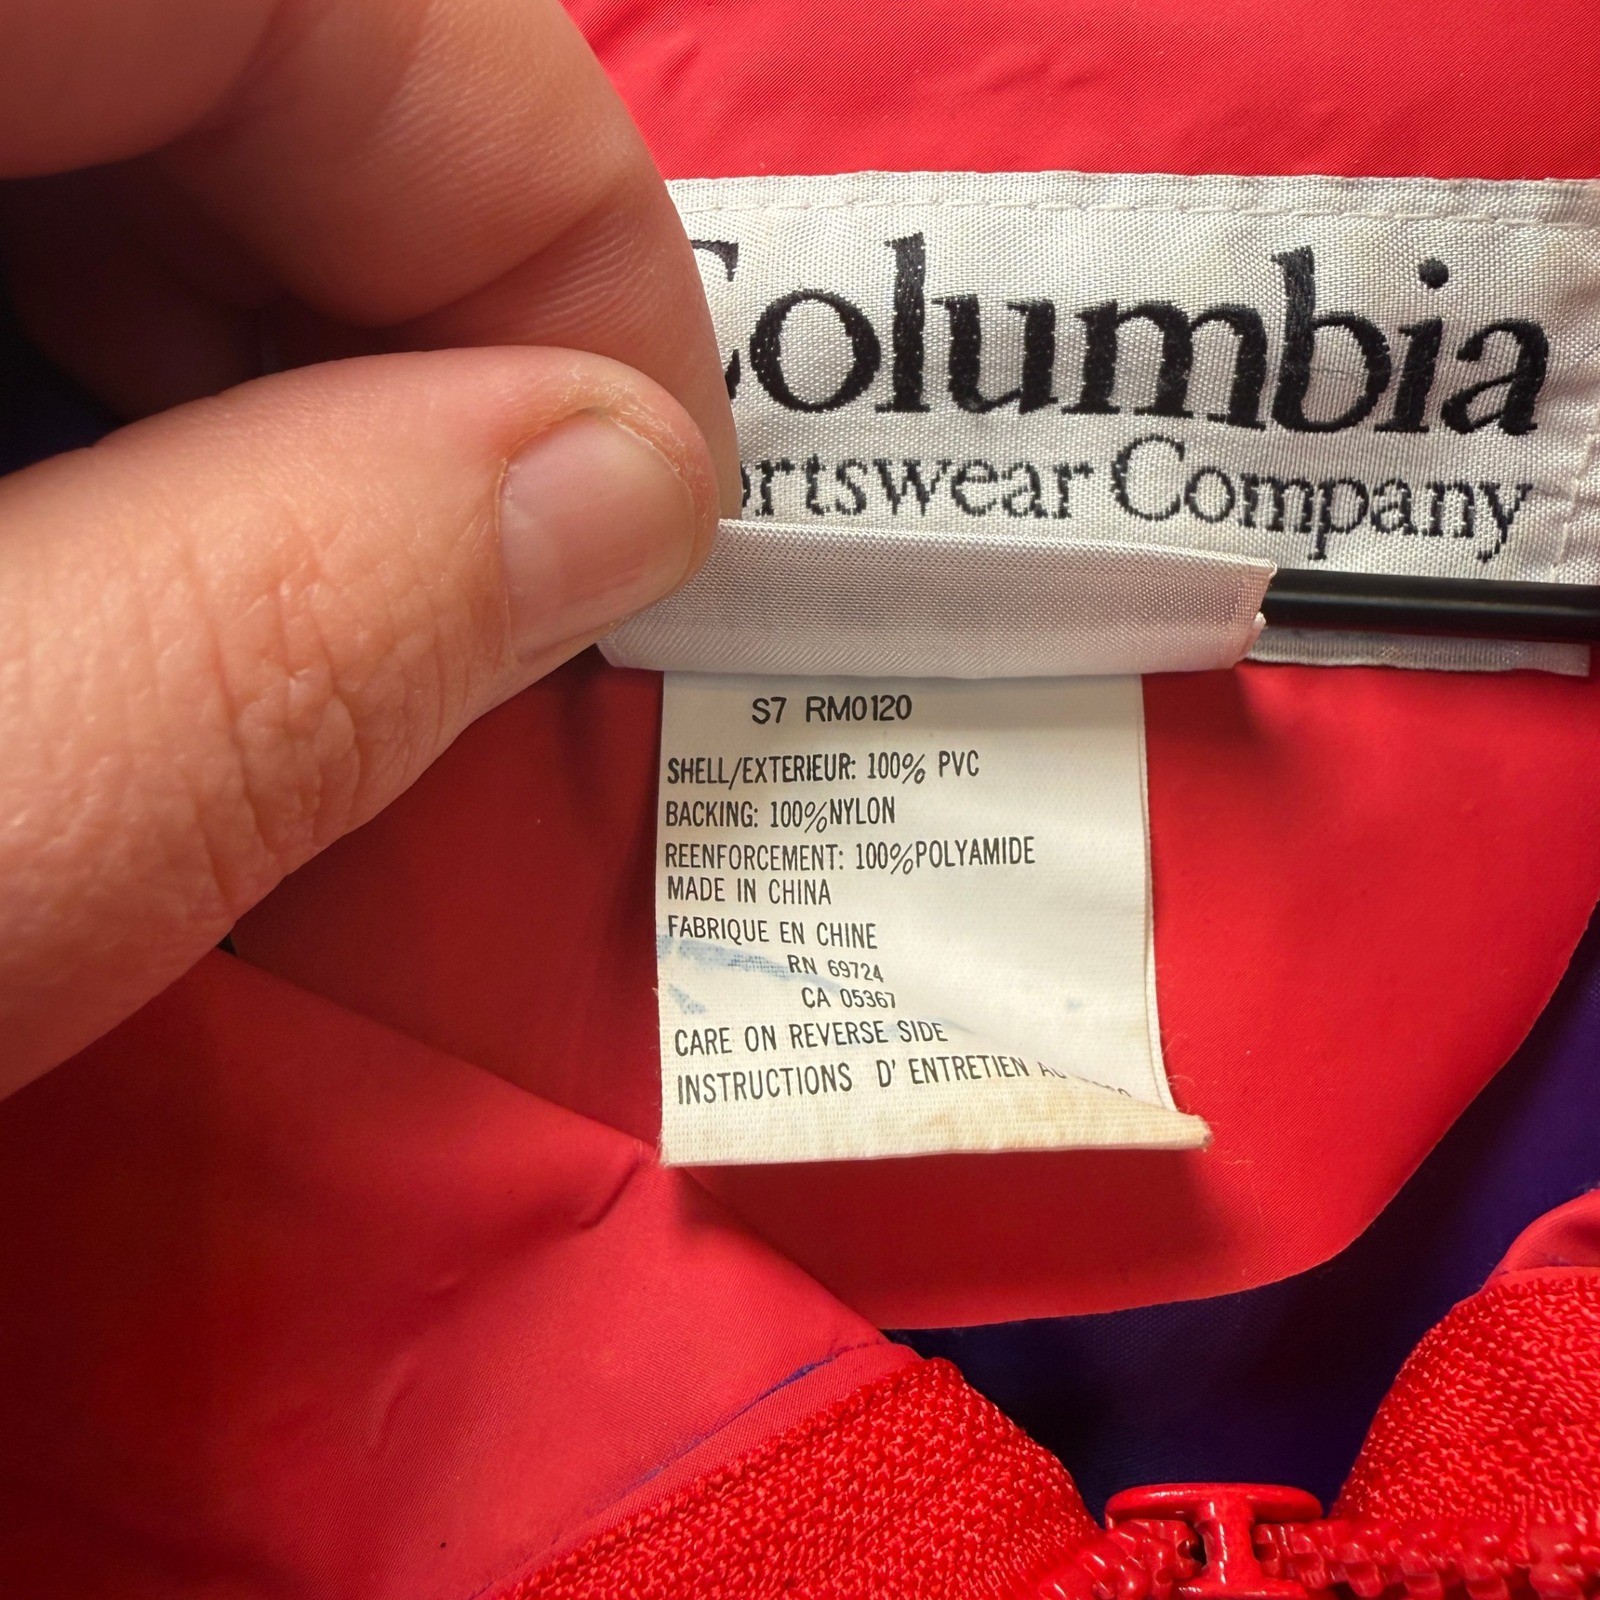 Columbia
Company
S7 RM0120
SHELL/EXTERIEUR: 100% PVC
BACKING: 100%NYLON
REENFORCEMENT: 100%POLYAMIDE
MADE IN CHINA
FABRIQUE EN CHINE
RN 69724
CA 05367
CARE ON REVERSE SIDE
INSTRUCTIONS D' ENTRETIEN